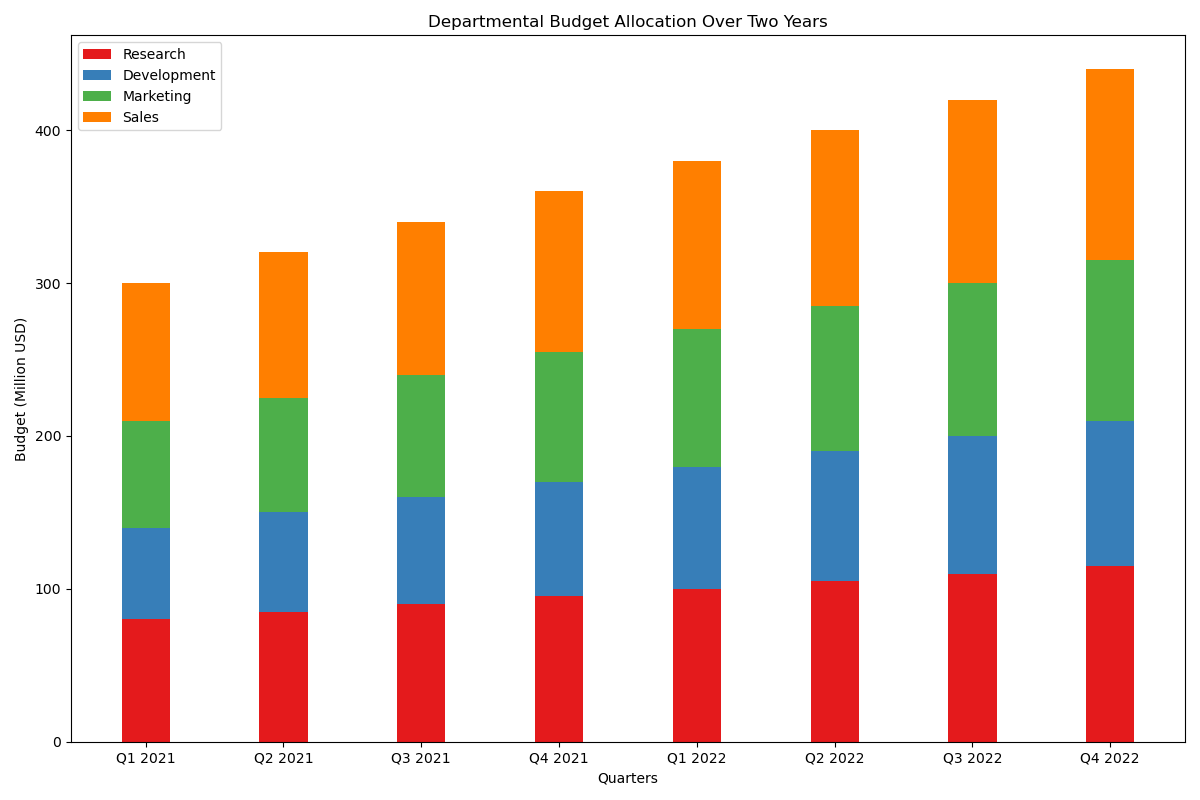 Departmental Budget Allocation Over Two Years
Research
Development
Marketing
Sales
Budget (Million USD)
400
300
200
100
0
Q1 2021 Q2 2021 Q3 2021 Q4 2021 Q1 2022 Q2 2022 Q3 2022 Q4 2022
Quarters